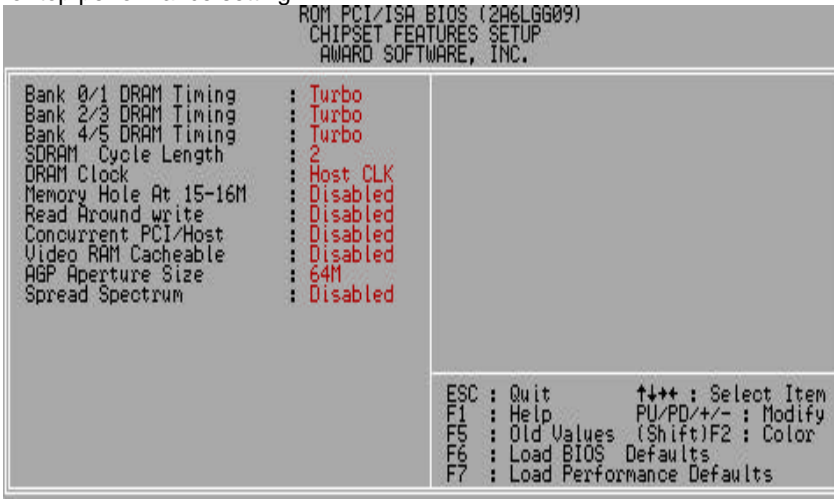 ROM PCI/ISA BIOS (2A6LGG09)
CHIPSET FEATURES SETUP
AWARD SOFTWARE, INC.
Bank 0/1 DRAM Timing : Turbo
Bank 2/3 DRAM Timing : Turbo
Bank 4/5 DRAM Timing : Turbo
SDRAM Cycle Length : 2
DRAM Clock : Host CLK
Memory Hole At 15-16M : Disabled
Read Around write : Disabled
Concurrent PCI/Host : Disabled
Video RAM Cacheable : Disabled
AGP Aperture Size : 64M
Spread Spectrum : Disabled
ESC : Quit ↑↓→← : Select Item
F1 : Help PU/PD/+/- : Modify
F5 : Old Values (Shift)F2 : Color
F6 : Load BIOS Defaults
F7 : Load Performance Defaults